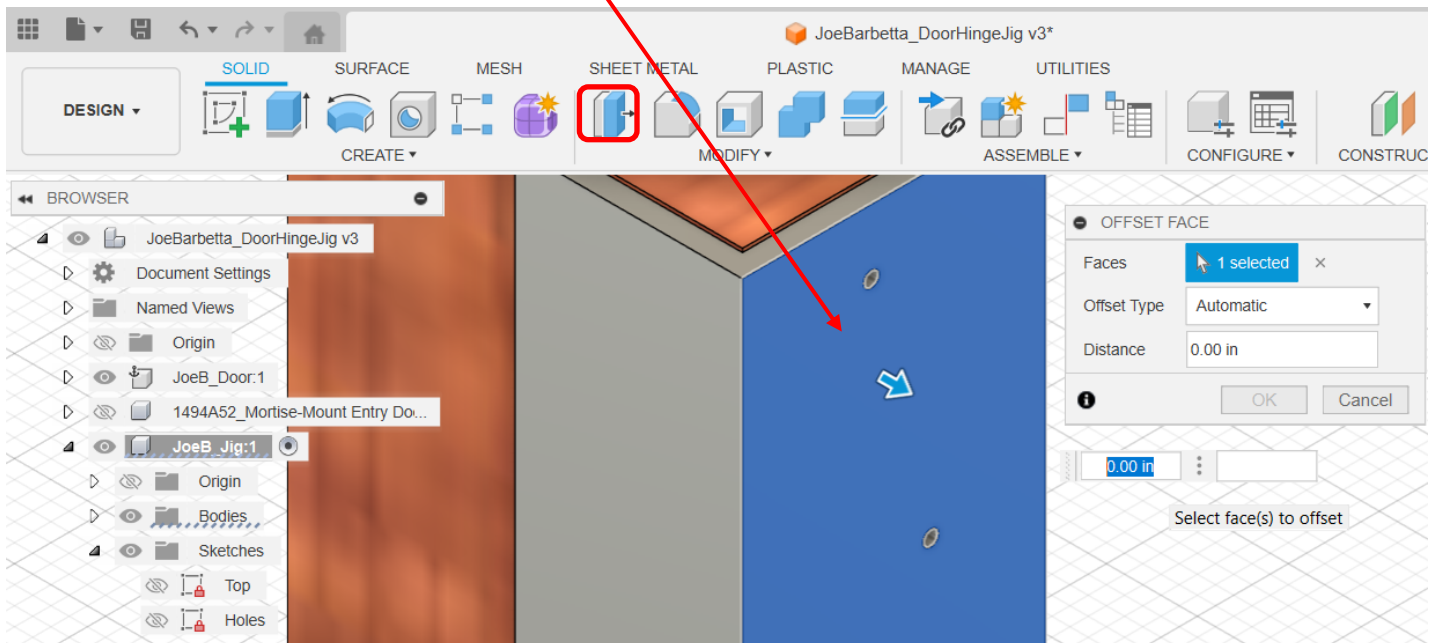 JoeBarbetta_DoorHingeJig v3*
SOLID SURFACE MESH SHEET METAL PLASTIC MANAGE UTILITIES
DESIGN
CREATE MODIFY ASSEMBLE CONFIGURE CONSTRUC
BROWSER
JoeBarbetta_DoorHingeJig v3
Document Settings
Named Views
Origin
JoeB_Door:1
1494A52_Mortise-Mount Entry Do...
JoeB_Jig:1
Origin
Bodies
Sketches
Top
Holes
OFFSET FACE
Faces 1 selected
Offset Type Automatic
Distance 0.00 in
OK Cancel
0.00 in
Select face(s) to offset